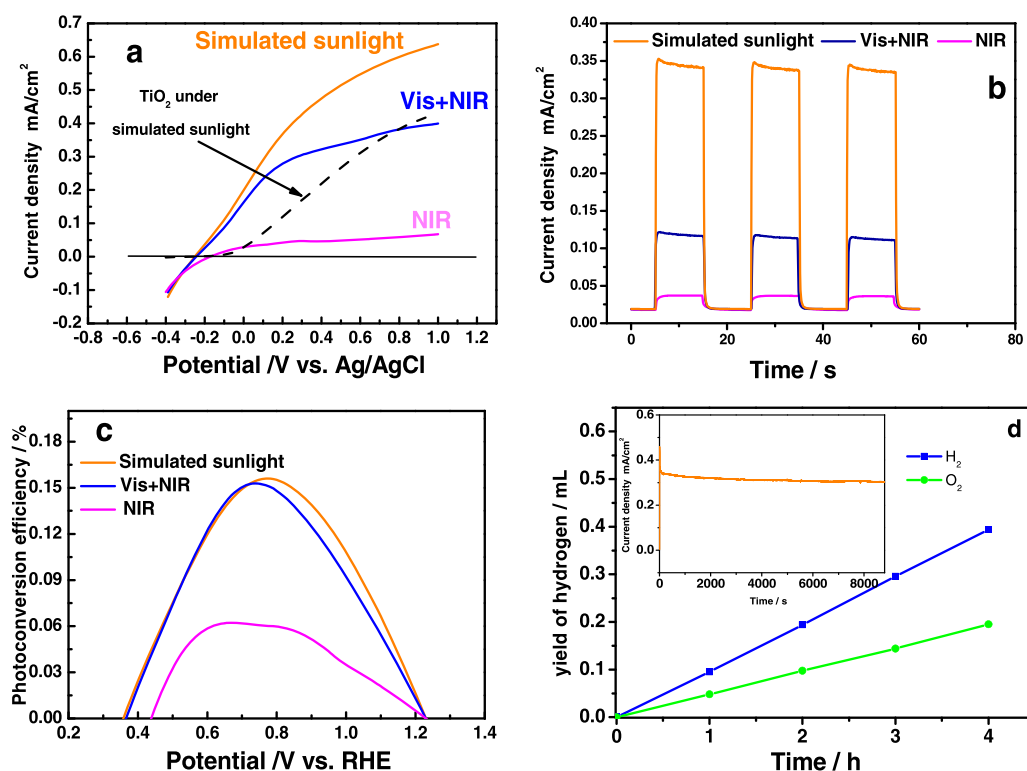 a
Simulated sunlight
TiO₂ under
simulated sunlight
Vis+NIR
NIR
Current density mA/cm²
0.7
0.6
0.5
0.4
0.3
0.2
0.1
0.0
-0.1
-0.2
-0.8 -0.6 -0.4 -0.2 0.0 0.2 0.4 0.6 0.8 1.0 1.2
Potential /V vs. Ag/AgCl
b
Simulated sunlight Vis+NIR NIR
Current density mA/cm²
0.40
0.35
0.30
0.25
0.20
0.15
0.10
0.05
0.00
0 20 40 60 80
Time / s
c
Simulated sunlight
Vis+NIR
NIR
Photoconversion efficiency / %
0.18
0.15
0.12
0.09
0.06
0.03
0.00
0.2 0.4 0.6 0.8 1.0 1.2 1.4
Potential /V vs. RHE
d
H₂
O₂
yield of hydrogen / mL
0.6
0.5
0.4
0.3
0.2
0.1
0.0
0 1 2 3 4
Time / h
Current density mA/cm²
0.6
0.4
0.2
0.0
0 2000 4000 6000 8000
Time / s